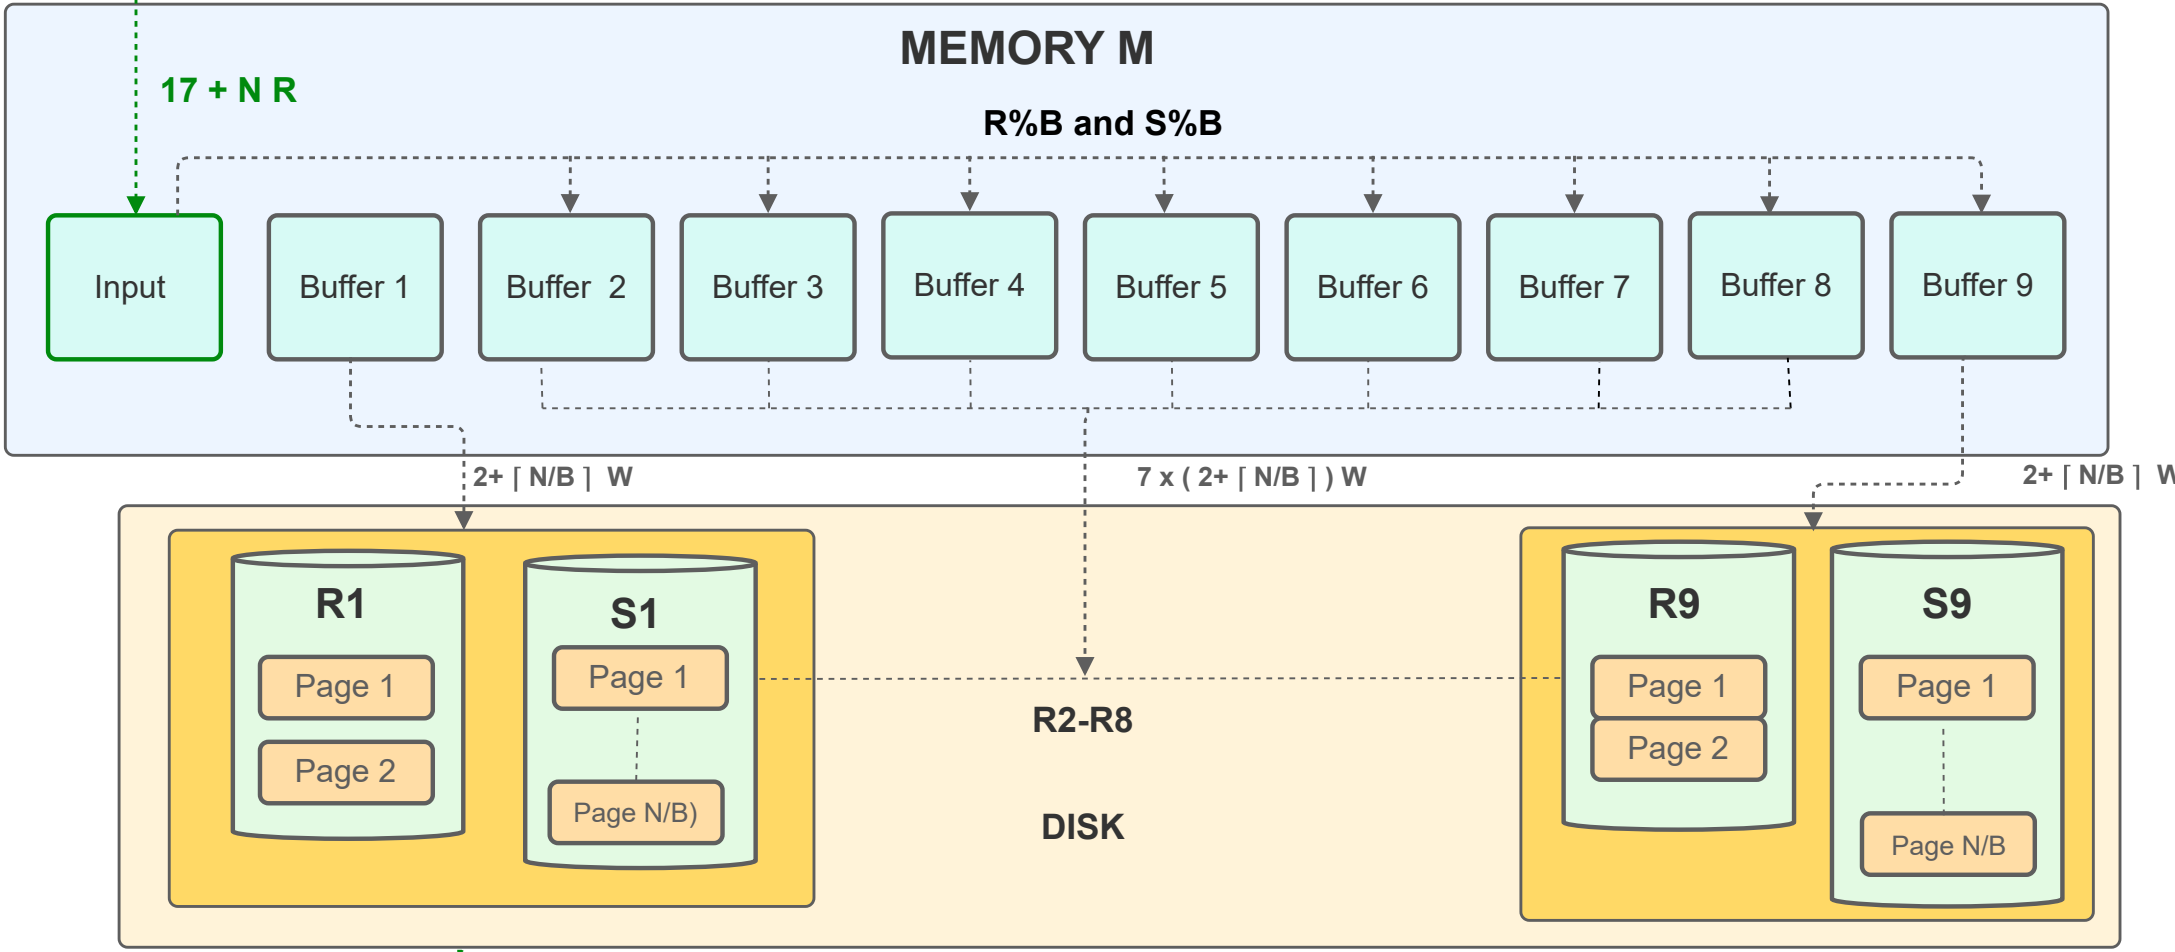 MEMORY M
17 + N R
R%B and S%B
Input
Buffer 1
Buffer 2
Buffer 3
Buffer 4
Buffer 5
Buffer 6
Buffer 7
Buffer 8
Buffer 9
2+ ⌈ N/B ⌉ W
7 x ( 2+ ⌈ N/B ⌉ ) W
2+ ⌈ N/B ⌉ W
R1
Page 1
Page 2
S1
Page 1
Page N/B)
R2-R8
DISK
R9
Page 1
Page 2
S9
Page 1
Page N/B